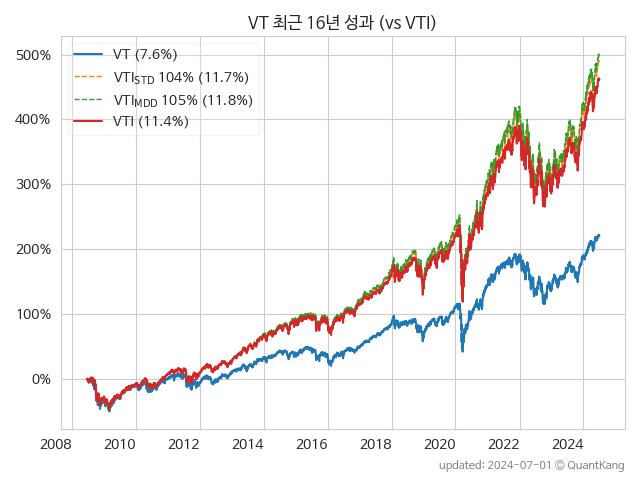 VT 최근 16년 성과 (vs VTI)
VT (7.6%)
VTI_STD 104% (11.7%)
VTI_MDD 105% (11.8%)
VTI (11.4%)
500%
400%
300%
200%
100%
0%
2008 2010 2012 2014 2016 2018 2020 2022 2024
updated: 2024-07-01 © QuantKang